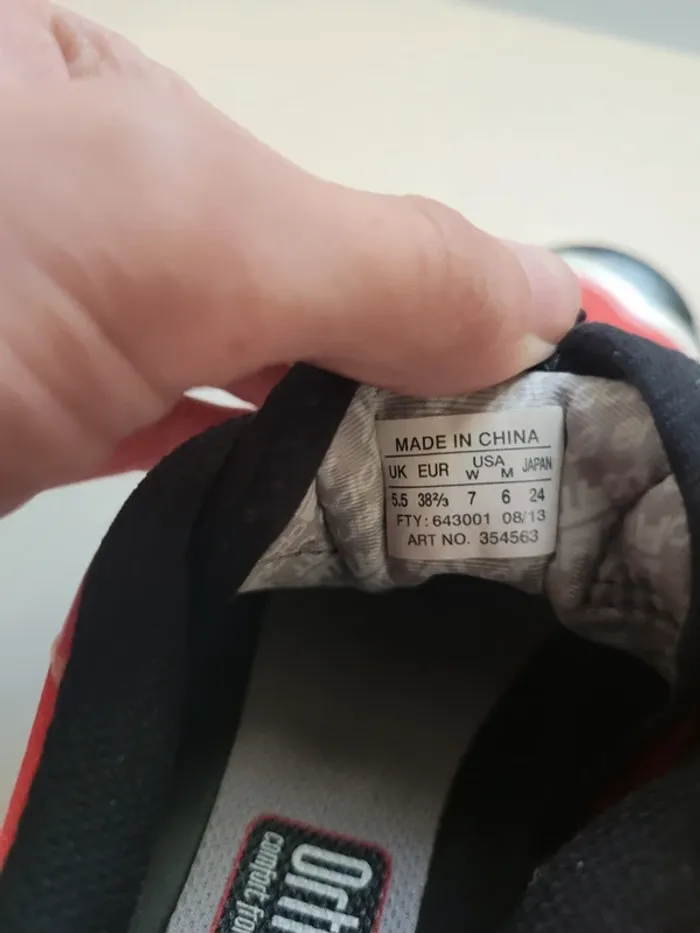 MADE IN CHINA
UK EUR USA W M JAPAN
5.5 38⅔ 7 6 24
FTY: 643001 08/13
ART NO. 354563
comfort